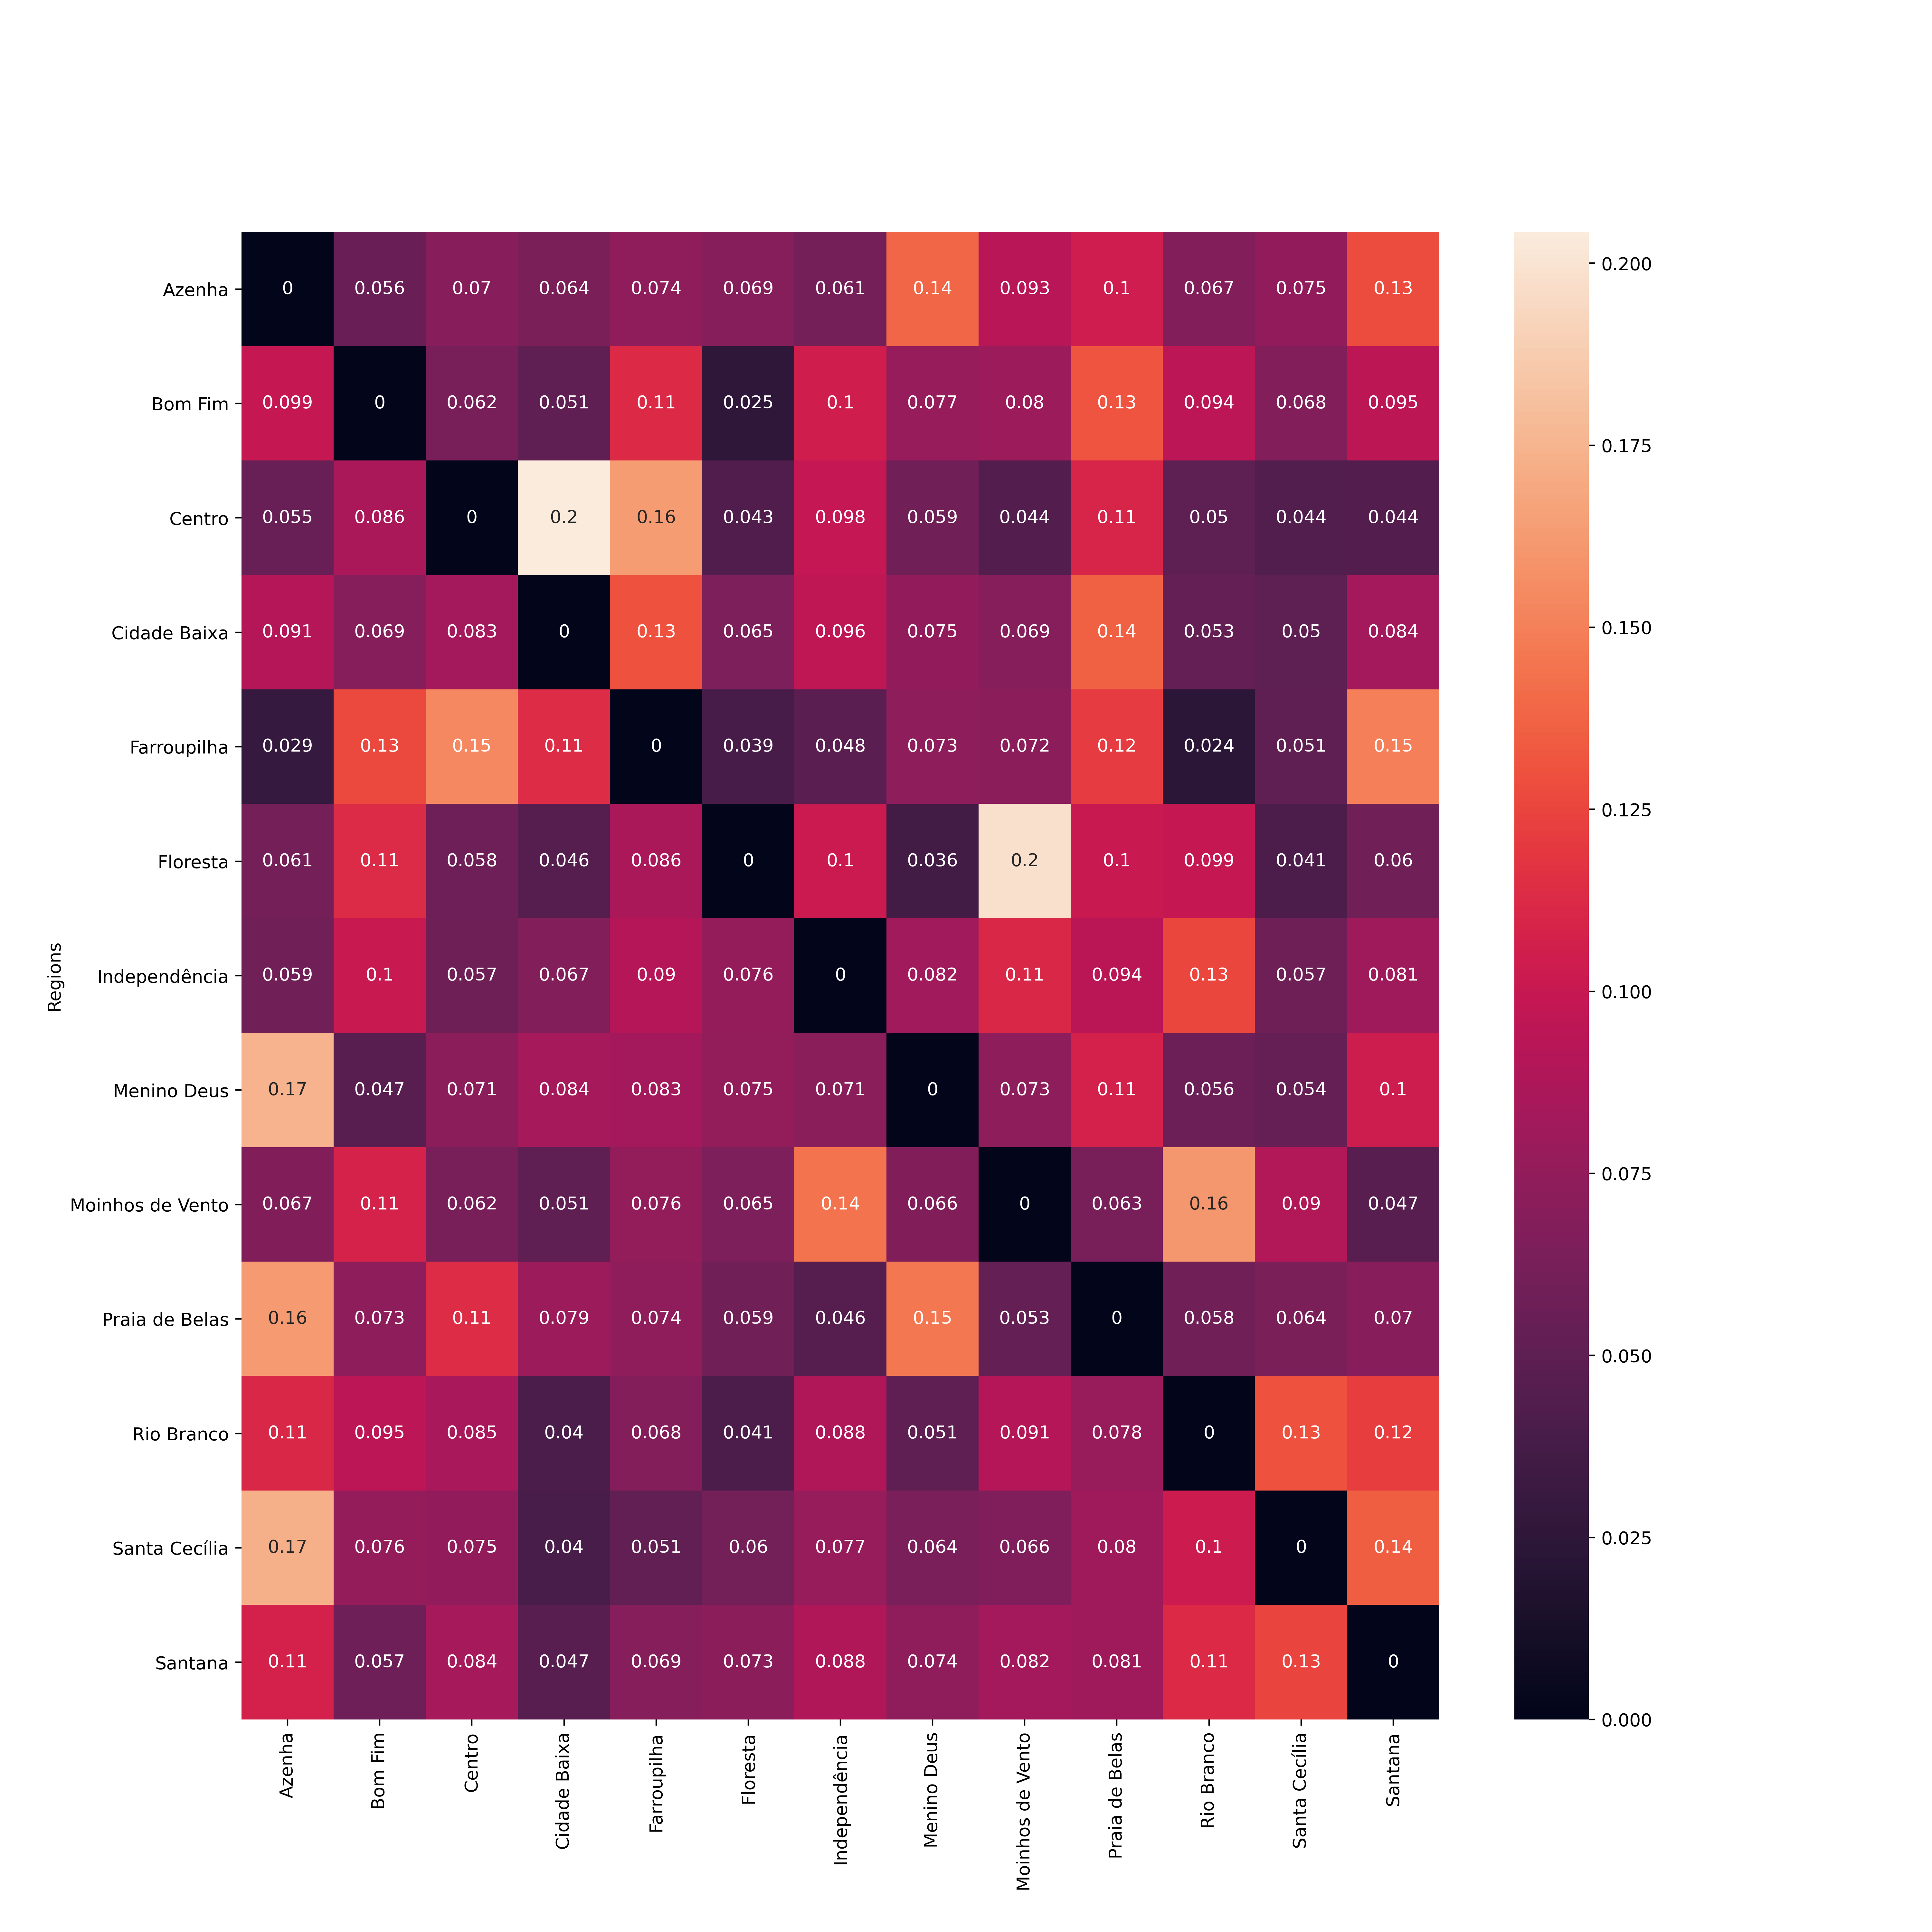 Azenha 0 0.056 0.07 0.064 0.074 0.069 0.061 0.14 0.093 0.1 0.067 0.075 0.13
Bom Fim 0.099 0 0.062 0.051 0.11 0.025 0.1 0.077 0.08 0.13 0.094 0.068 0.095
Centro 0.055 0.086 0 0.2 0.16 0.043 0.098 0.059 0.044 0.11 0.05 0.044 0.044
Cidade Baixa 0.091 0.069 0.083 0 0.13 0.065 0.096 0.075 0.069 0.14 0.053 0.05 0.084
Farroupilha 0.029 0.13 0.15 0.11 0 0.039 0.048 0.073 0.072 0.12 0.024 0.051 0.15
Floresta 0.061 0.11 0.058 0.046 0.086 0 0.1 0.036 0.2 0.1 0.099 0.041 0.06
Independência 0.059 0.1 0.057 0.067 0.09 0.076 0 0.082 0.11 0.094 0.13 0.057 0.081
Menino Deus 0.17 0.047 0.071 0.084 0.083 0.075 0.071 0 0.073 0.11 0.056 0.054 0.1
Moinhos de Vento 0.067 0.11 0.062 0.051 0.076 0.065 0.14 0.066 0 0.063 0.16 0.09 0.047
Praia de Belas 0.16 0.073 0.11 0.079 0.074 0.059 0.046 0.15 0.053 0 0.058 0.064 0.07
Rio Branco 0.11 0.095 0.085 0.04 0.068 0.041 0.088 0.051 0.091 0.078 0 0.13 0.12
Santa Cecília 0.17 0.076 0.075 0.04 0.051 0.06 0.077 0.064 0.066 0.08 0.1 0 0.14
Santana 0.11 0.057 0.084 0.047 0.069 0.073 0.088 0.074 0.082 0.081 0.11 0.13 0
Regions
Azenha
Bom Fim
Centro
Cidade Baixa
Farroupilha
Floresta
Independência
Menino Deus
Moinhos de Vento
Praia de Belas
Rio Branco
Santa Cecília
Santana
0.200
0.175
0.150
0.125
0.100
0.075
0.050
0.025
0.000